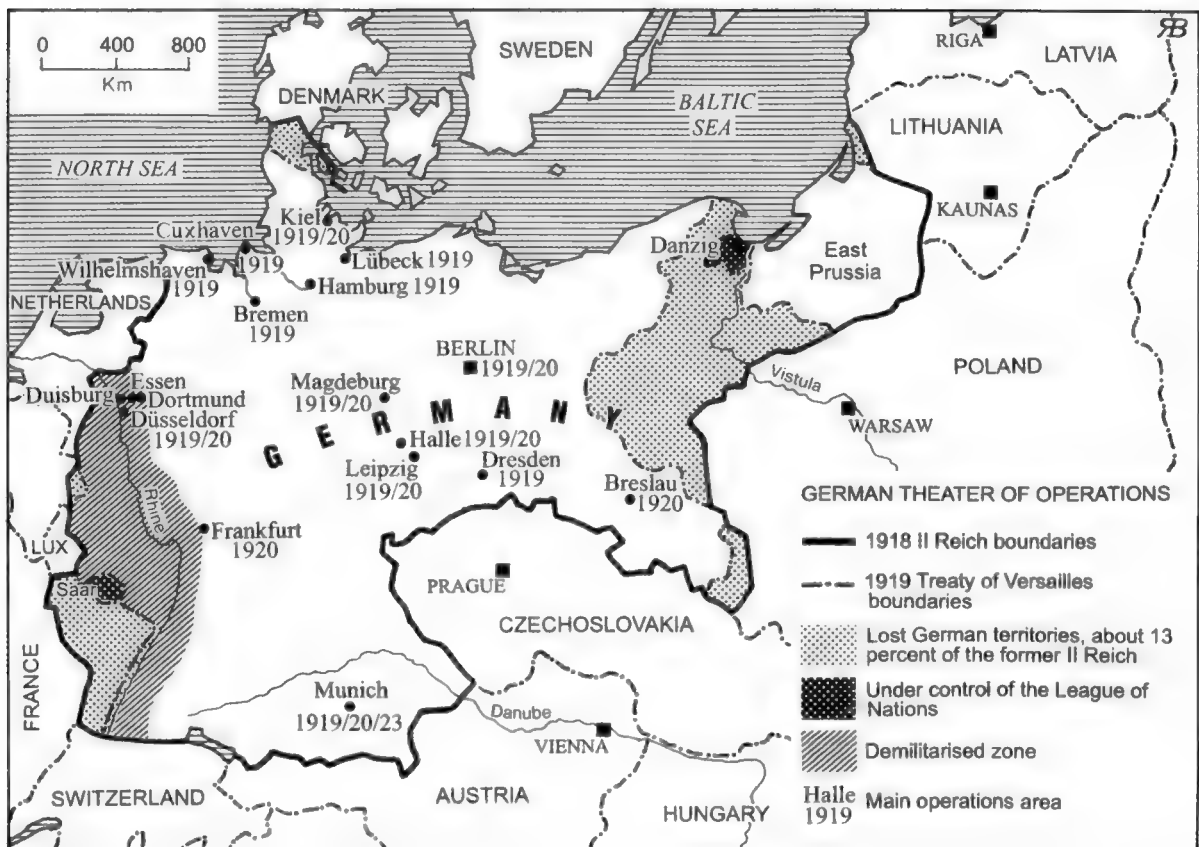 0 400 800
Km
SWEDEN
RIGA
LATVIA
DENMARK
BALTIC
SEA
LITHUANIA
NORTH SEA
KAUNAS
Kiel
1919/20
Cuxhaven
1919
Danzig
East
Prussia
Wilhelmshaven
1919
Lübeck 1919
Hamburg 1919
NETHERLANDS
Bremen
1919
BERLIN
1919/20
POLAND
Vistula
WARSAW
Duisburg
Essen
Dortmund
Düsseldorf
1919/20
Magdeburg
1919/20
GERMANY
Halle 1919/20
Leipzig
1919/20
Dresden
1919
Breslau
1920
Rhine
Frankfurt
1920
LUX
Saar
PRAGUE
CZECHOSLOVAKIA
FRANCE
Munich
1919/20/23
Danube
VIENNA
SWITZERLAND
AUSTRIA
HUNGARY
GERMAN THEATER OF OPERATIONS
1918 II Reich boundaries
1919 Treaty of Versailles
boundaries
Lost German territories, about 13
percent of the former II Reich
Under control of the League of
Nations
Demilitarised zone
Halle
1919
Main operations area